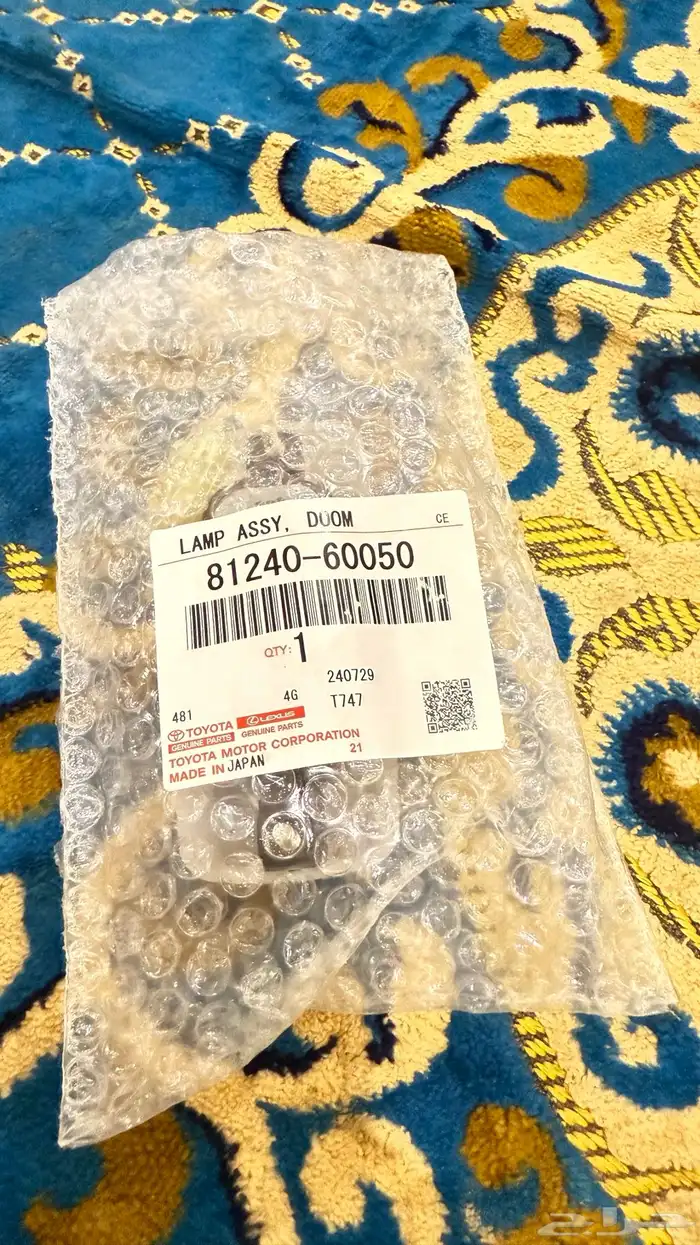 LAMP ASSY, DOOM
CE
81240-60050
QTY: 1
240729
4G
T747
481
TOYOTA
GENUINE PARTS
LEXUS
GENUINE PARTS
TOYOTA MOTOR CORPORATION
21
MADE IN JAPAN
حراج